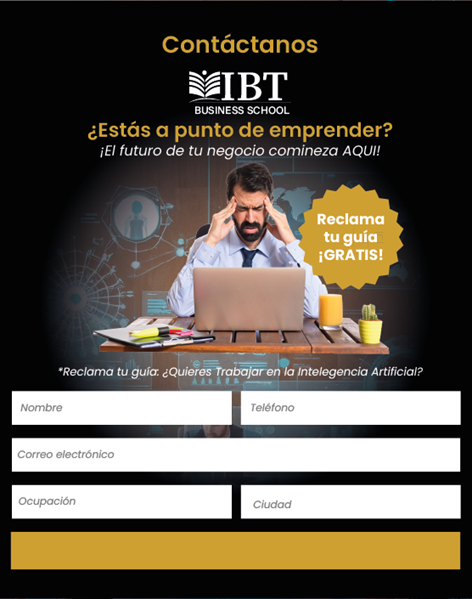 Contáctanos
IBT
BUSINESS SCHOOL
¿Estás a punto de emprender?
¡El futuro de tu negocio comineza AQUI!
Reclama
tu guía
¡GRATIS!
*Reclama tu guía: ¿Quieres Trabajar en la Intelegencia Artificial?
Nombre
Teléfono
Correo electrónico
Ocupación
Ciudad